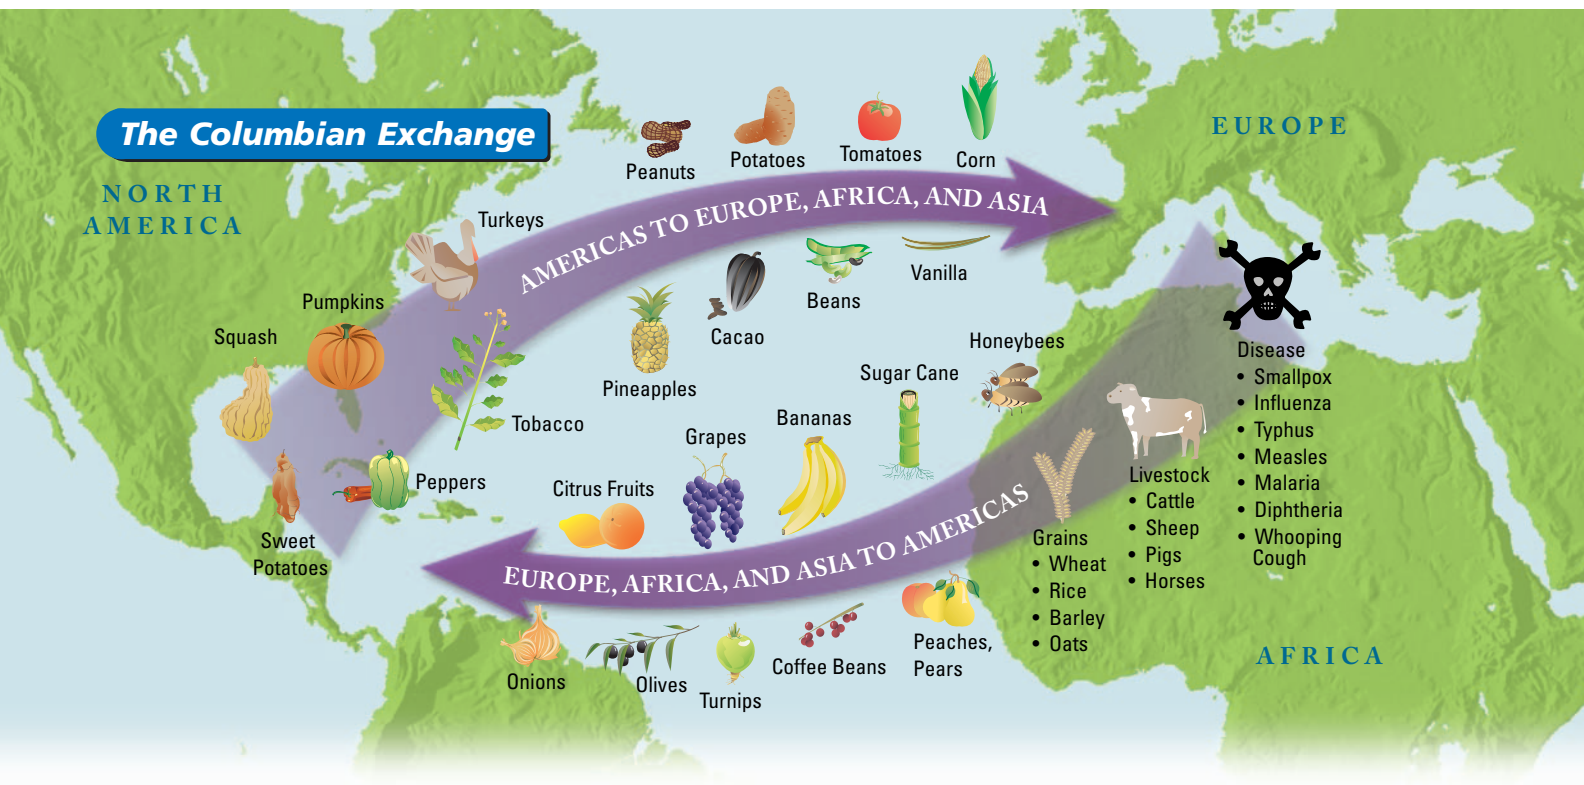 The Columbian Exchange
NORTH
AMERICA
EUROPE
AFRICA
AMERICAS TO EUROPE, AFRICA, AND ASIA
Peanuts
Potatoes
Tomatoes
Corn
Turkeys
Pumpkins
Squash
Sweet
Potatoes
Peppers
Tobacco
Pineapples
Cacao
Beans
Vanilla
EUROPE, AFRICA, AND ASIA TO AMERICAS
Citrus Fruits
Grapes
Bananas
Sugar Cane
Honeybees
Onions
Olives
Turnips
Coffee Beans
Peaches,
Pears
Grains
• Wheat
• Rice
• Barley
• Oats
Livestock
• Cattle
• Sheep
• Pigs
• Horses
Disease
• Smallpox
• Influenza
• Typhus
• Measles
• Malaria
• Diphtheria
• Whooping
Cough